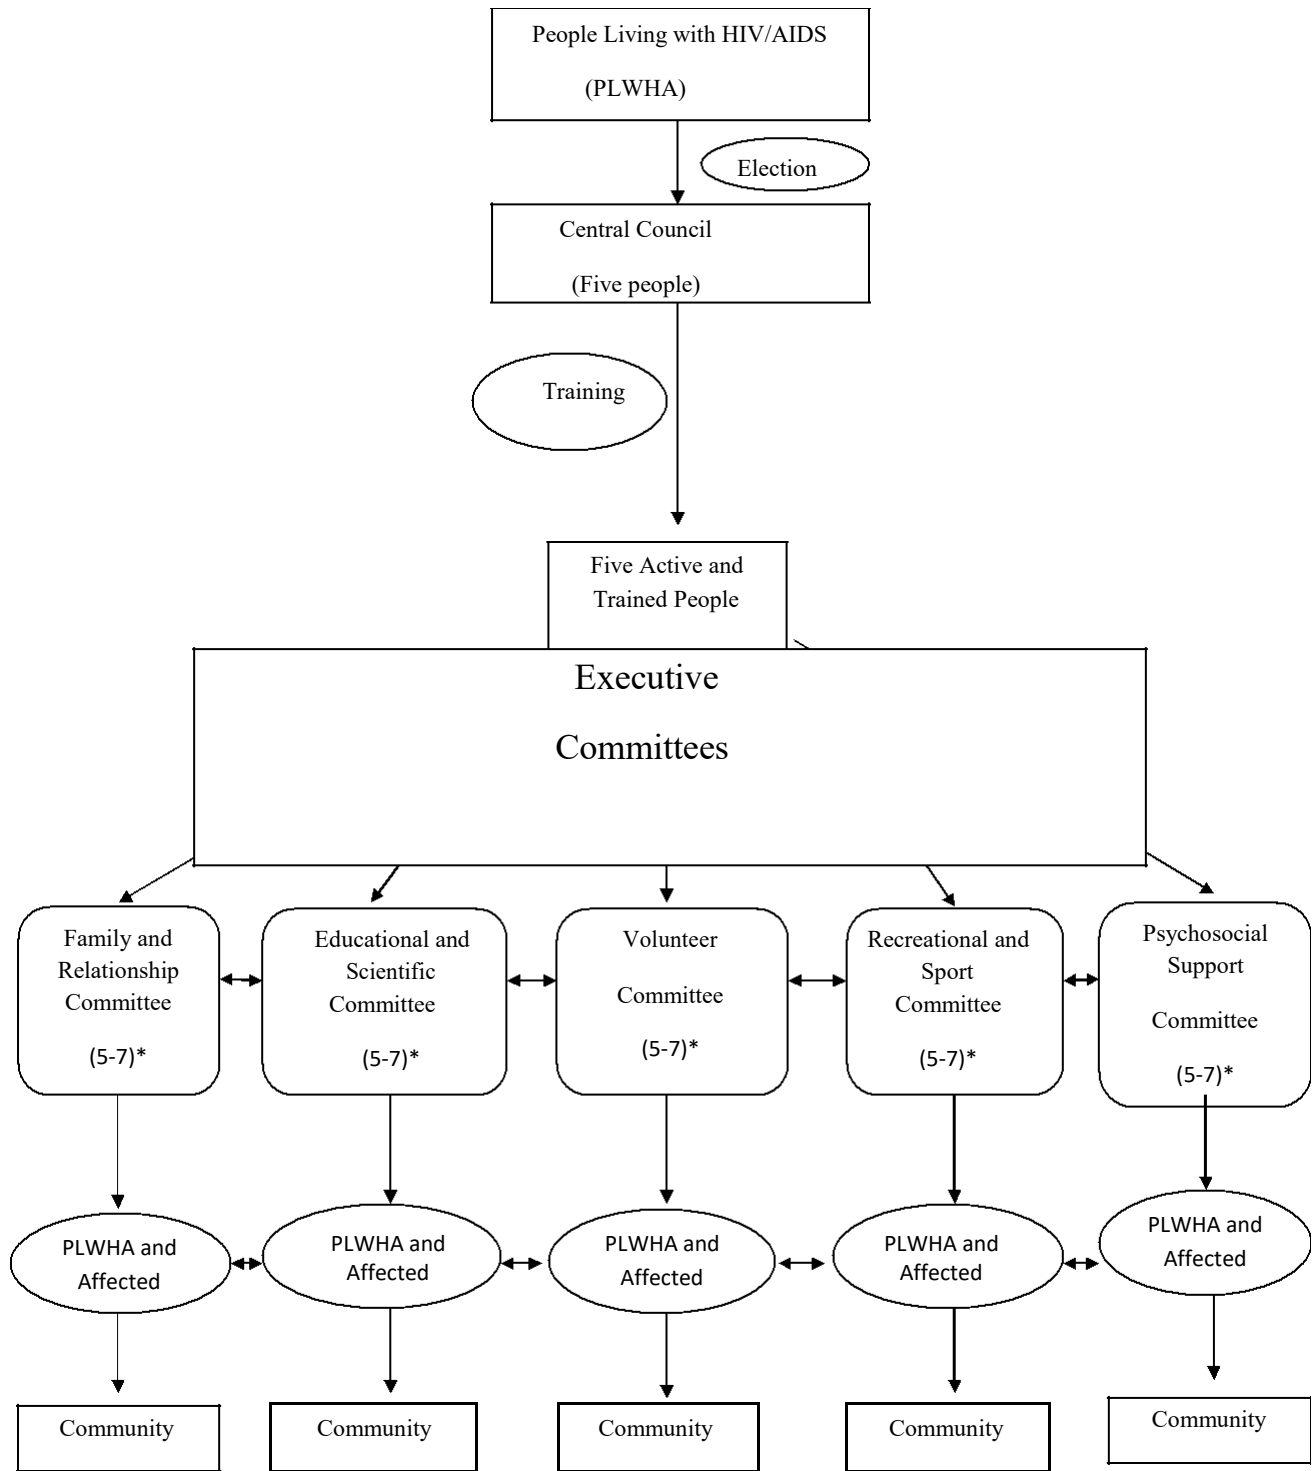 People Living with HIV/AIDS
(PLWHA)
Election
Central Council
(Five people)
Training
Five Active and
Trained People
Executive
Committees
Family and
Relationship
Committee
(5-7)*
Educational and
Scientific
Committee
(5-7)*
Volunteer
Committee
(5-7)*
Recreational and
Sport
Committee
(5-7)*
Psychosocial
Support
Committee
(5-7)*
PLWHA and
Affected
PLWHA and
Affected
PLWHA and
Affected
PLWHA and
Affected
PLWHA and
Affected
Community
Community
Community
Community
Community